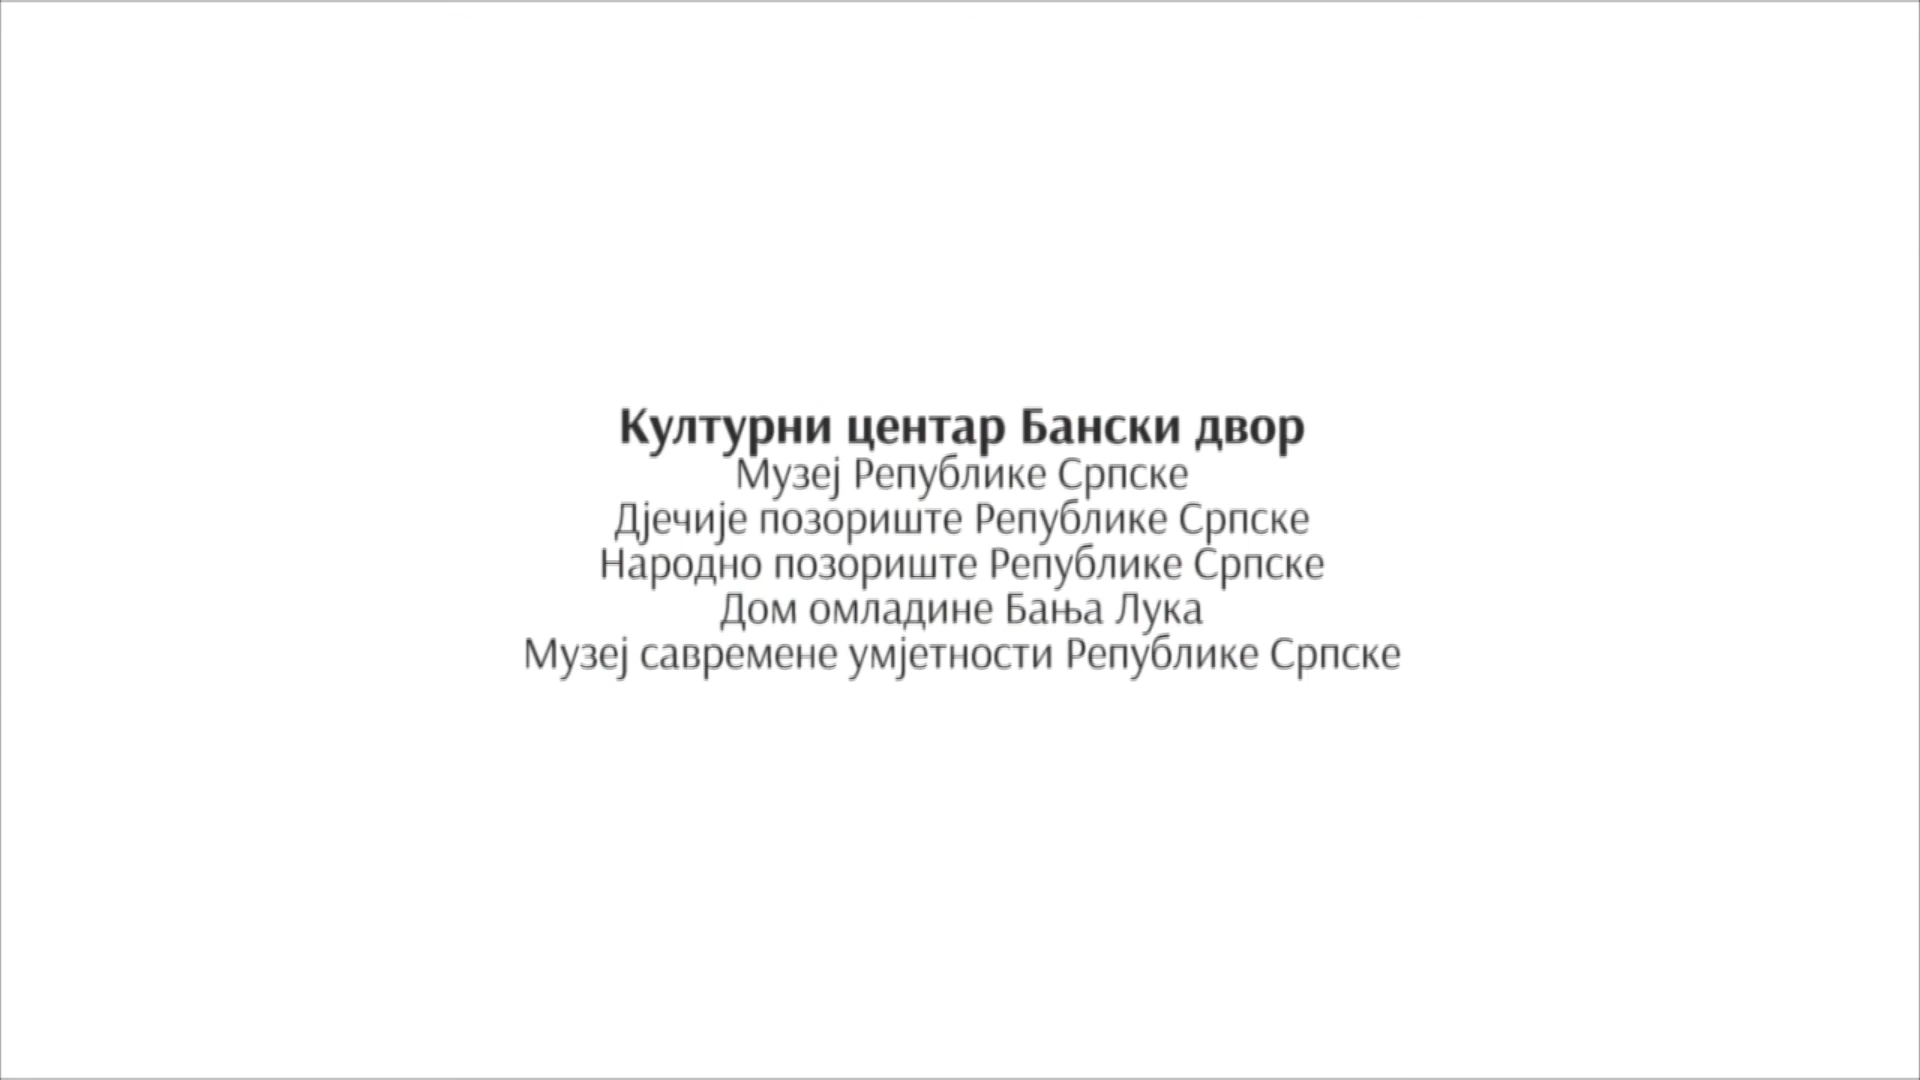 Културни центар Бански двор
Музеј Републике Српске
Дјечије позориште Републике Српске
Народно позориште Републике Српске
Дом омладине Бања Лука
Музеј савремене умјетности Републике Српске